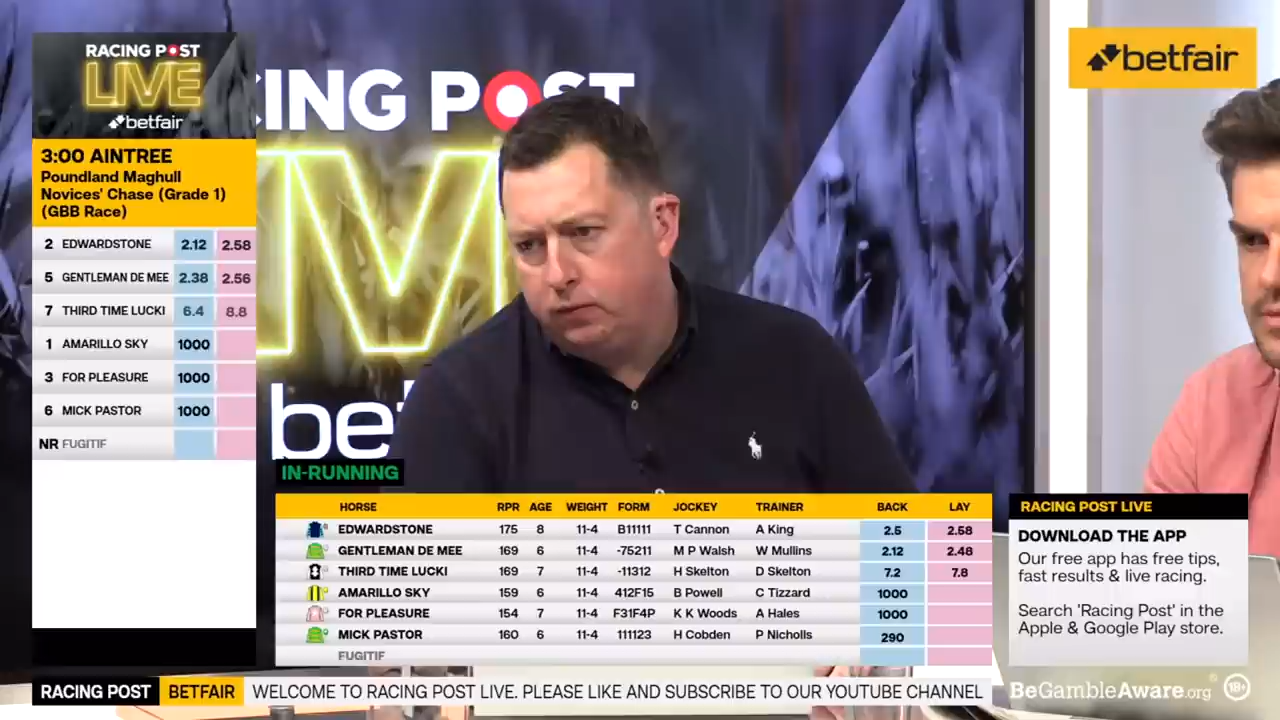 RACING POST
LIVE
betfair
3:00 AINTREE
Poundland Maghull
Novices' Chase (Grade 1)
(GBB Race)
2 EDWARDSTONE 2.12 2.58
5 GENTLEMAN DE MEE 2.38 2.56
7 THIRD TIME LUCKI 6.4 8.8
1 AMARILLO SKY 1000
3 FOR PLEASURE 1000
6 MICK PASTOR 1000
NR FUGITIF
CING POST
be
betfair
IN-RUNNING
HORSE RPR AGE WEIGHT FORM JOCKEY TRAINER BACK LAY
EDWARDSTONE 175 8 11-4 B11111 T Cannon A King 2.5 2.58
GENTLEMAN DE MEE 169 6 11-4 -75211 M P Walsh W Mullins 2.12 2.48
THIRD TIME LUCKI 169 7 11-4 -11312 H Skelton D Skelton 7.2 7.8
AMARILLO SKY 159 6 11-4 412F15 B Powell C Tizzard 1000
FOR PLEASURE 154 7 11-4 F31F4P K K Woods A Hales 1000
MICK PASTOR 160 6 11-4 111123 H Cobden P Nicholls 290
FUGITIF
RACING POST LIVE
DOWNLOAD THE APP
Our free app has free tips,
fast results & live racing.
Search 'Racing Post' in the
Apple & Google Play store.
RACING POST BETFAIR WELCOME TO RACING POST LIVE. PLEASE LIKE AND SUBSCRIBE TO OUR YOUTUBE CHANNEL
BeGambleAware.org® 18+